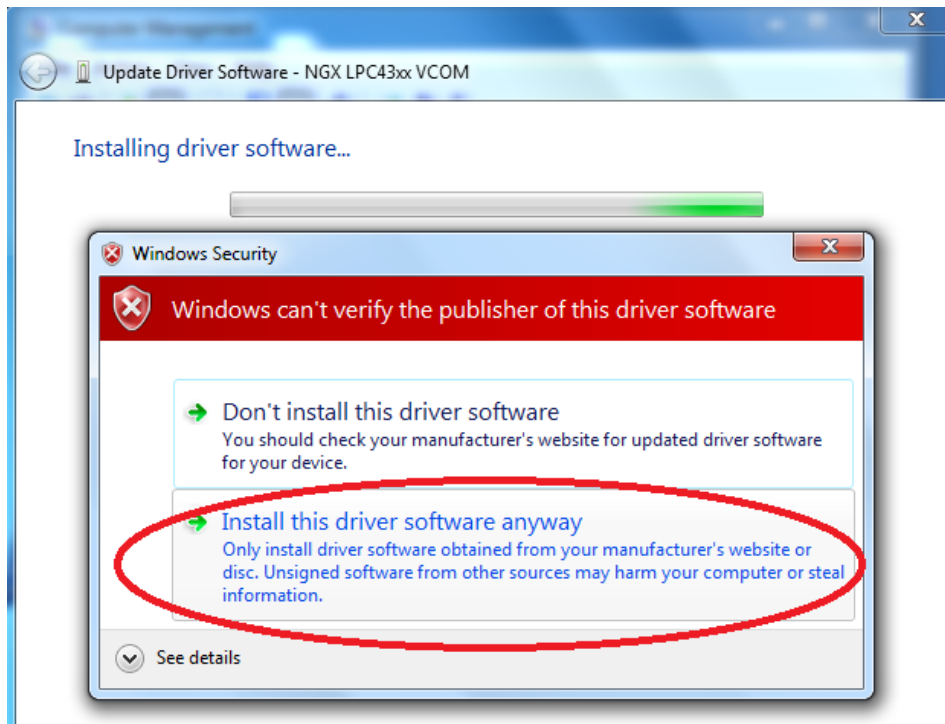 Computer Management
Update Driver Software - NGX LPC43xx VCOM
Installing driver software...
Windows Security
Windows can't verify the publisher of this driver software
Don't install this driver software
You should check your manufacturer's website for updated driver software
for your device.
Install this driver software anyway
Only install driver software obtained from your manufacturer's website or
disc. Unsigned software from other sources may harm your computer or steal
information.
See details